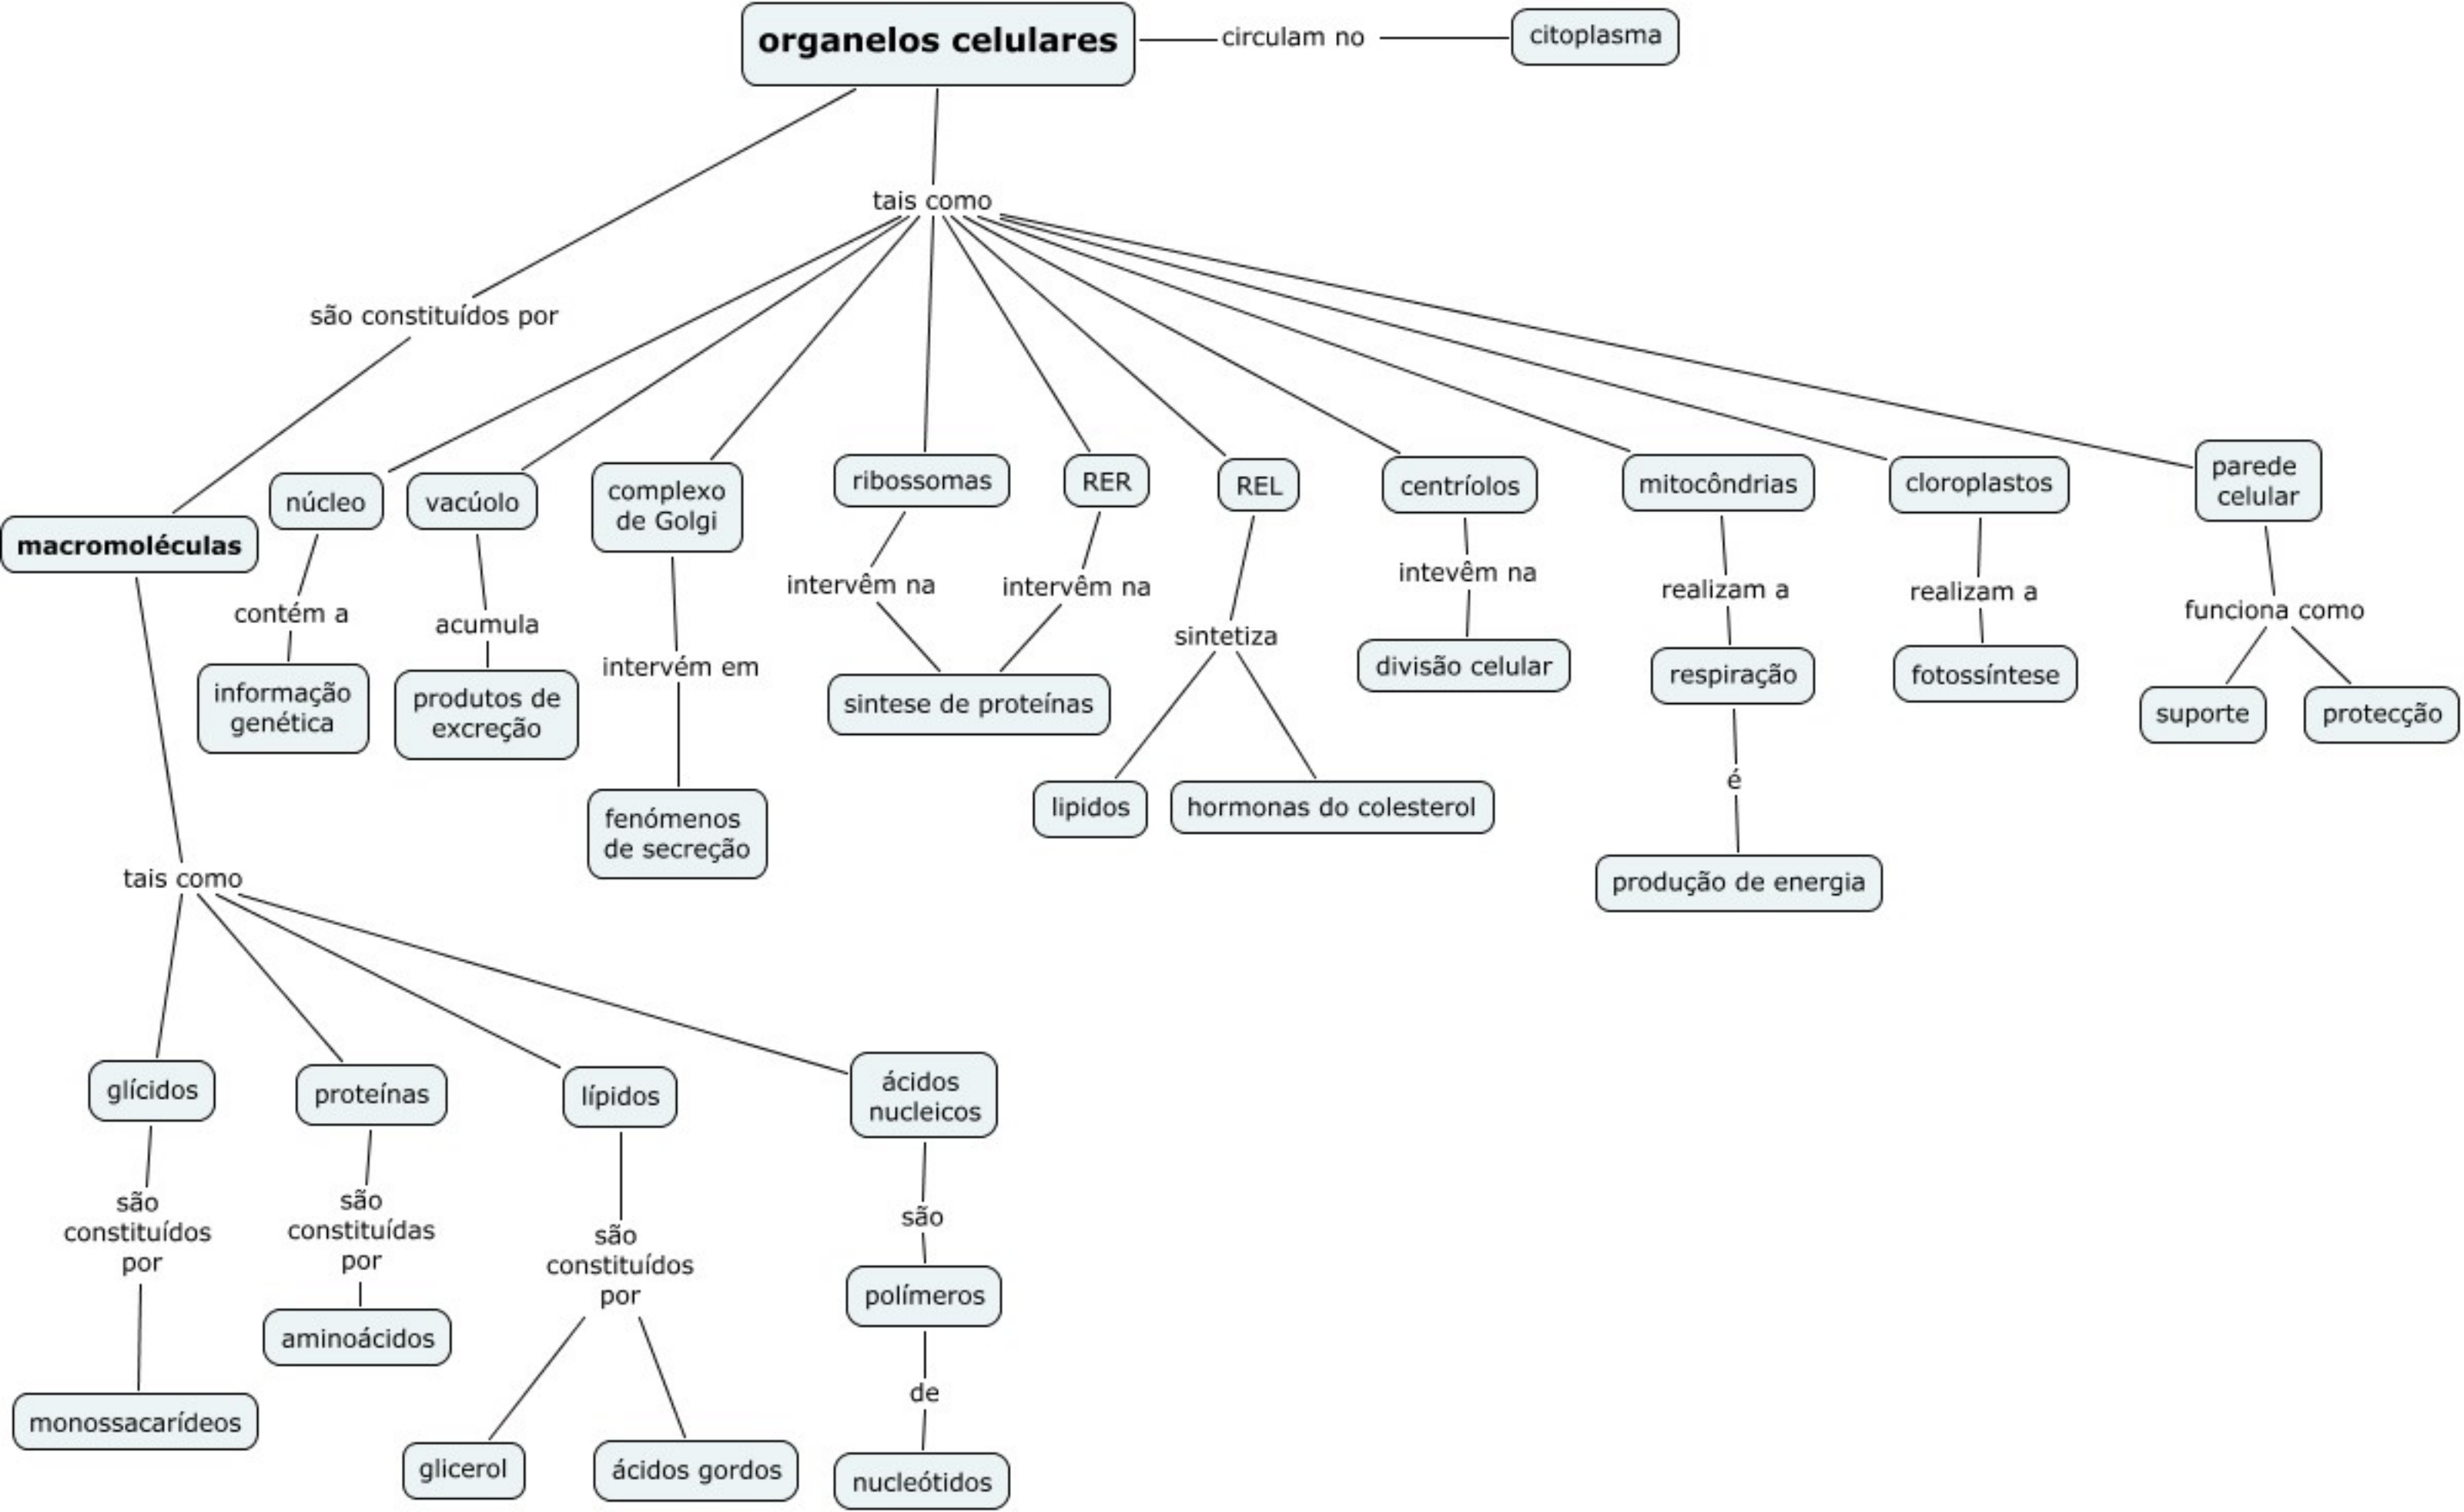 organelos celulares
circulam no
citoplasma
tais como
são constituídos por
macromoléculas
núcleo
vacúolo
complexo
de Golgi
ribossomas
RER
REL
centríolos
mitocôndrias
cloroplastos
parede
celular
contém a
acumula
intervém em
intervêm na
intervêm na
sintetiza
intevêm na
realizam a
realizam a
funciona como
informação
genética
produtos de
excreção
fenómenos
de secreção
sintese de proteínas
lipidos
hormonas do colesterol
divisão celular
respiração
é
produção de energia
fotossíntese
suporte
protecção
tais como
glícidos
proteínas
lípidos
ácidos
nucleicos
são
constituídos
por
são
constituídas
por
são
constituídos
por
são
polímeros
de
monossacarídeos
aminoácidos
glicerol
ácidos gordos
nucleótidos